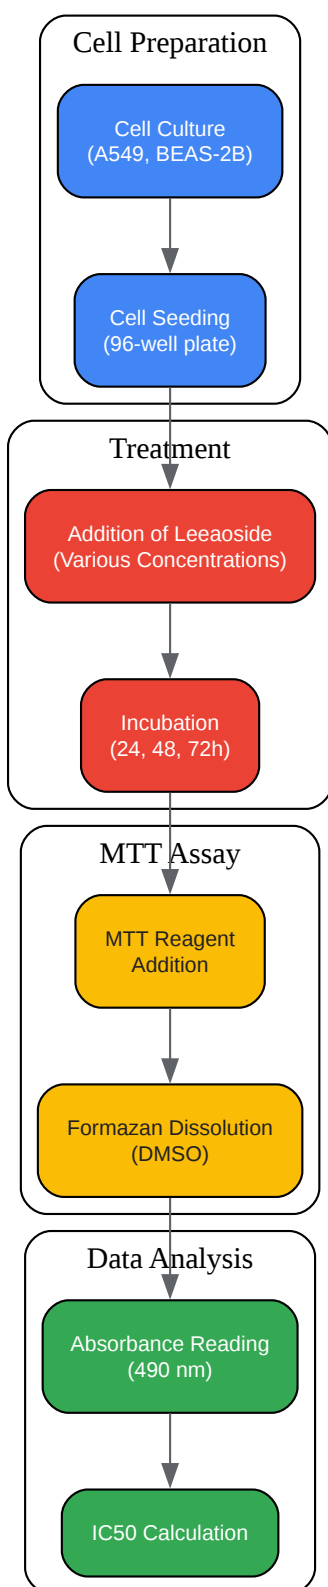 Cell Preparation
Cell Culture
(A549, BEAS-2B)
Cell Seeding
(96-well plate)
Treatment
Addition of Leeaoside
(Various Concentrations)
Incubation
(24, 48, 72h)
MTT Assay
MTT Reagent
Addition
Formazan Dissolution
(DMSO)
Data Analysis
Absorbance Reading
(490 nm)
IC50 Calculation